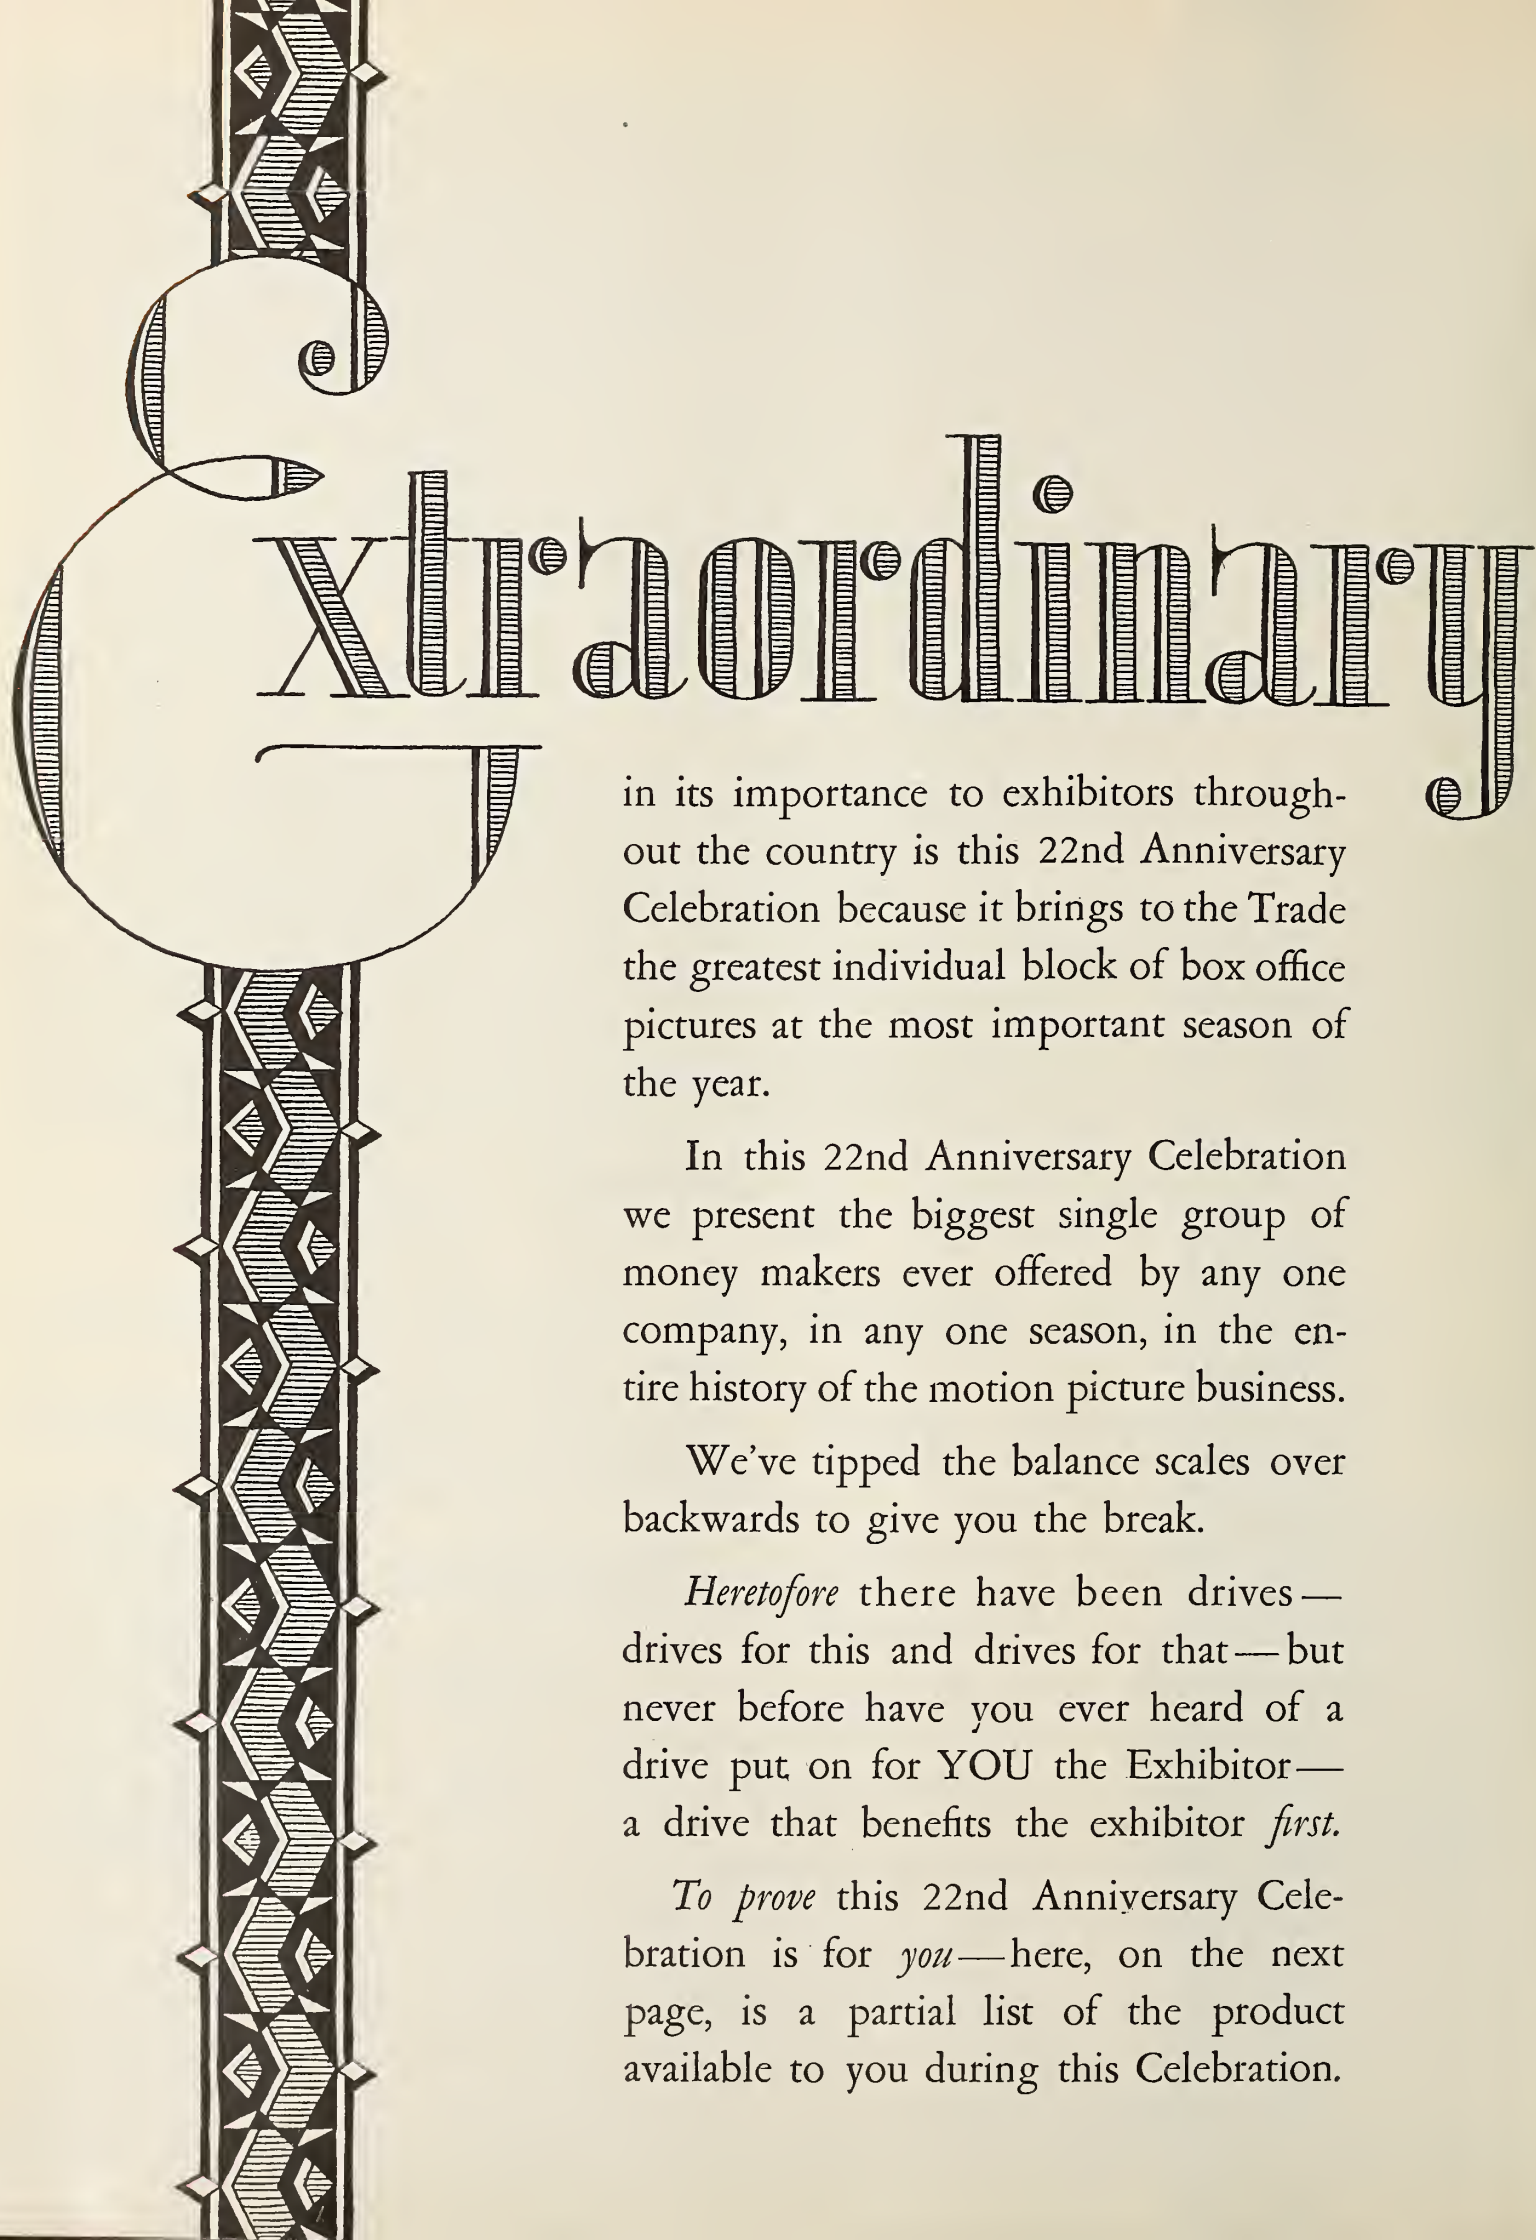 Extraordinary
in its importance to exhibitors through-
out the country is this 22nd Anniversary
Celebration because it brings to the Trade
the greatest individual block of box office
pictures at the most important season of
the year.
In this 22nd Anniversary Celebration
we present the biggest single group of
money makers ever offered by any one
company, in any one season, in the en-
tire history of the motion picture business.
We've tipped the balance scales over
backwards to give you the break.
Heretofore there have been drives—
drives for this and drives for that—but
never before have you ever heard of a
drive put on for YOU the Exhibitor—
a drive that benefits the exhibitor first.
To prove this 22nd Anniversary Cele-
bration is for you—here, on the next
page, is a partial list of the product
available to you during this Celebration.